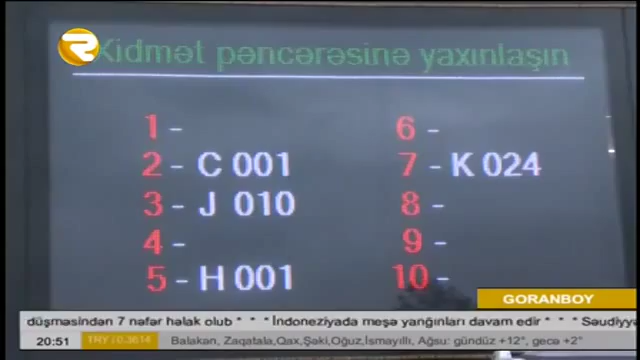 Xidmət pəncərəsinə yaxınlaşın
1 -
2 - C 001
3 - J 010
4 -
5 - H 001
6 -
7 - K 024
8 -
9 -
10 -
GORANBOY
düşməsindən 7 nəfər həlak olub * * * İndoneziyada meşə yanğınları davam edir * * * Səudiyyə
20:51 TRY / 0.3614 Balakən, Zaqatala,Qax,Şəki,Oğuz,İsmayıllı, Ağsu: gündüz +12°, gecə +2°